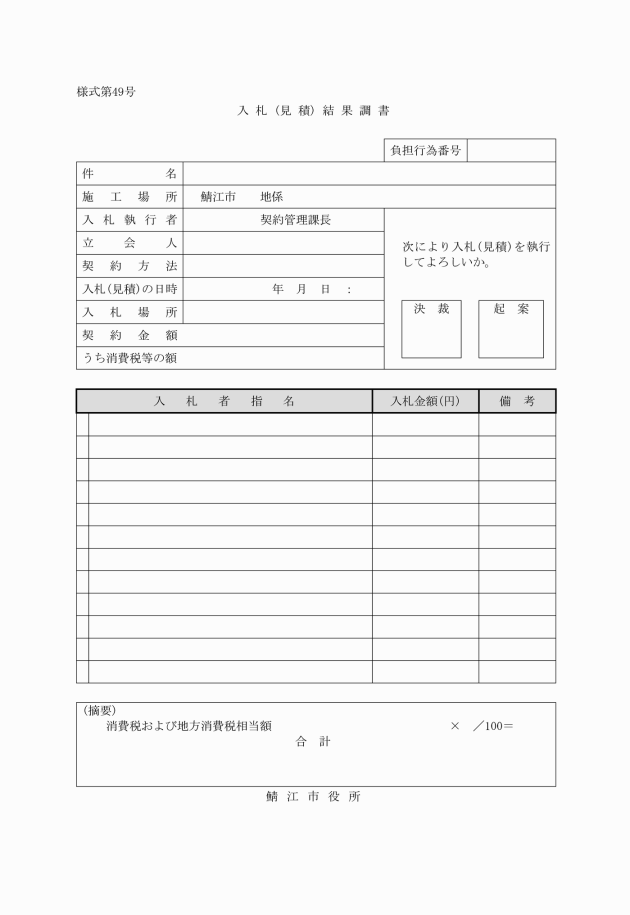 様式第49号
入札（見積）結果調書
負担行為番号
件名
施工場所 鯖江市 地係
入札執行者 契約管理課長
立会人
次により入札（見積）を執行
してよろしいか。
契約方法
入札（見積）の日時 年 月 日 ：
入札場所 決裁 起案
契約金額
うち消費税等の額
入札者指名 入札金額（円） 備考
（摘要）
消費税および地方消費税相当額 × ／100＝
合計
鯖江市役所